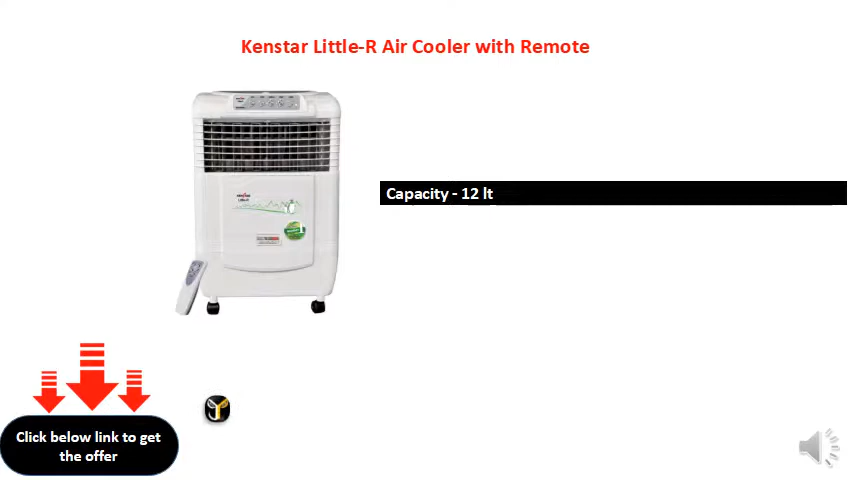 Kenstar Little-R Air Cooler with Remote
Capacity - 12 lt
Click below link to get
the offer